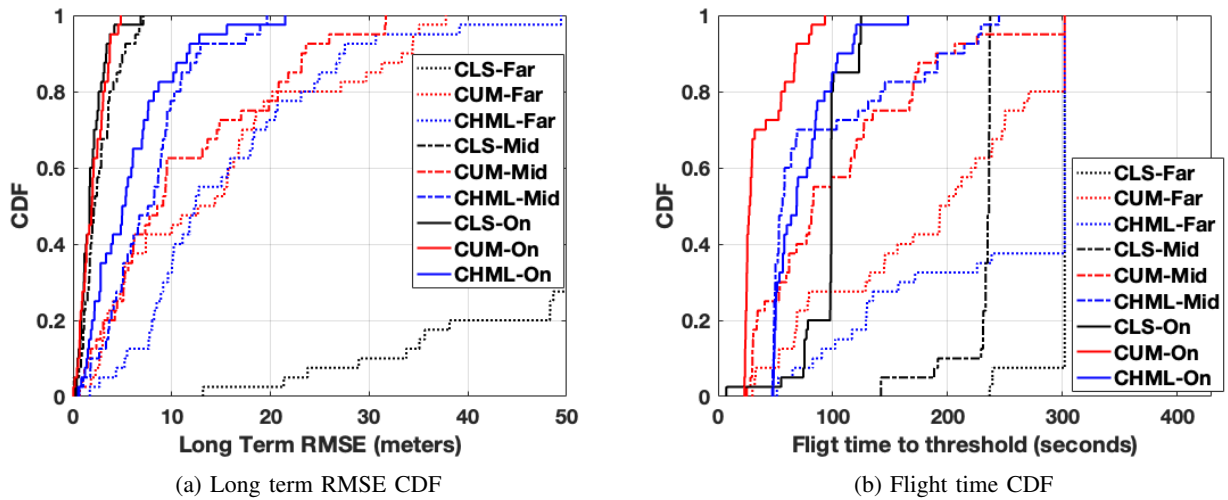 1
0.8
0.6
0.4
0.2
0
CDF
0 10 20 30 40 50
Long Term RMSE (meters)
CLS-Far
CUM-Far
CHML-Far
CLS-Mid
CUM-Mid
CHML-Mid
CLS-On
CUM-On
CHML-On
(a) Long term RMSE CDF
1
0.8
0.6
0.4
0.2
0
CDF
0 100 200 300 400
Fligt time to threshold (seconds)
CLS-Far
CUM-Far
CHML-Far
CLS-Mid
CUM-Mid
CHML-Mid
CLS-On
CUM-On
CHML-On
(b) Flight time CDF